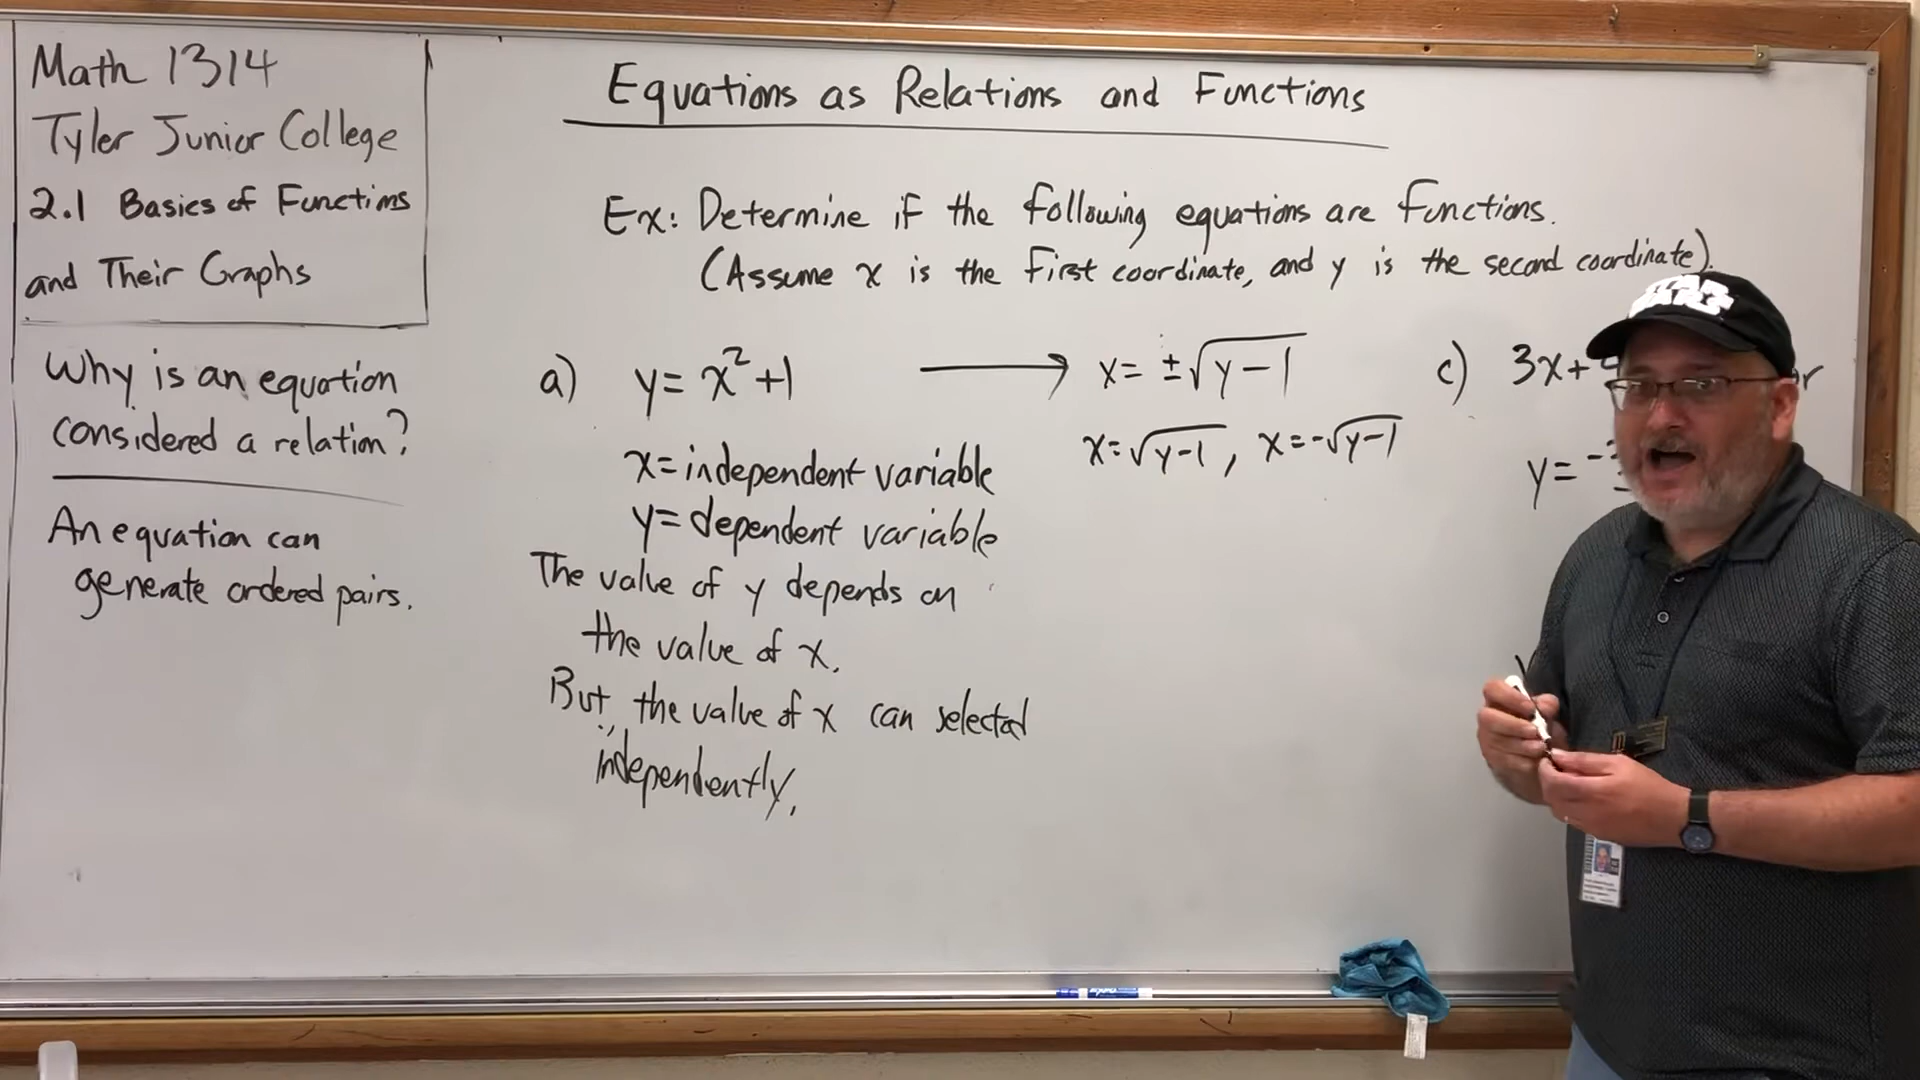 Math 1314
Tyler Junior College
2.1 Basics of Functions
and Their Graphs
Why is an equation
considered a relation?
An equation can
generate ordered pairs.
Equations as Relations and Functions
Ex: Determine if the following equations are functions.
(Assume x is the first coordinate, and y is the second coordinate).
a) y = x²+1 → x = ±√(y-1)
x = √(y-1), x = -√(y-1)
x = independent variable
y = dependent variable
The value of y depends on
the value of x.
But, the value of x can selected
independently.
c) 3x+
y = -
STAR
WARS
EXPO